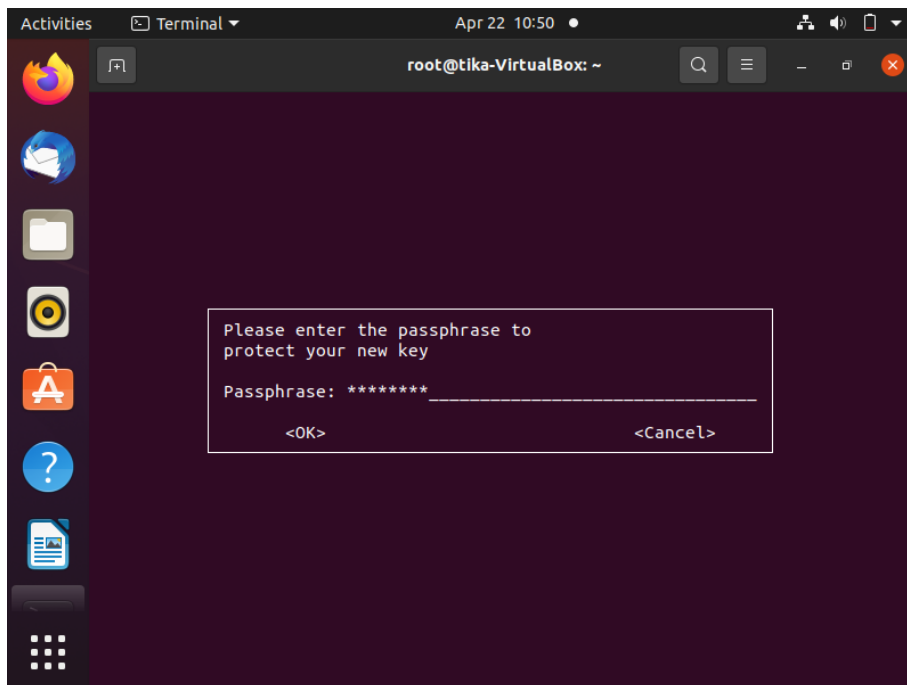 Activities Terminal Apr 22 10:50
root@tika-VirtualBox: ~
Please enter the passphrase to
protect your new key
Passphrase: ********_________________________________
<OK> <Cancel>